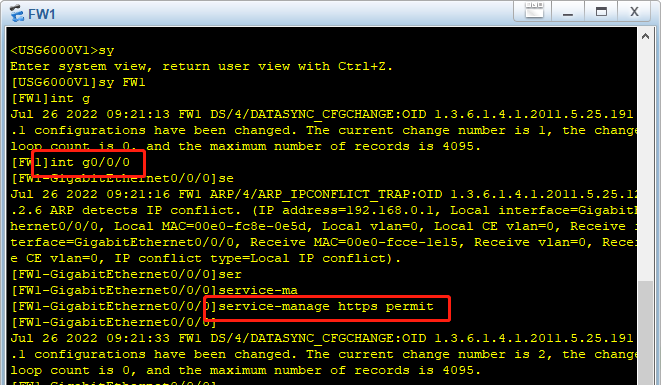 FW1
<USG6000V1>sy
Enter system view, return user view with Ctrl+Z.
[USG6000V1]sy FW1
[FW1]int g
Jul 26 2022 09:21:13 FW1 DS/4/DATASYNC_CFGCHANGE:OID 1.3.6.1.4.1.2011.5.25.191
.1 configurations have been changed. The current change number is 1, the change
loop count is 0, and the maximum number of records is 4095.
[FW1]int g0/0/0
[FW1-GigabitEthernet0/0/0]se
Jul 26 2022 09:21:16 FW1 ARP/4/ARP_IPCONFLICT_TRAP:OID 1.3.6.1.4.1.2011.5.25.12
.2.6 ARP detects IP conflict. (IP address=192.168.0.1, Local interface=GigabitE
hernet0/0/0, Local MAC=00e0-fc8e-0e5d, Local vlan=0, Local CE vlan=0, Receive i
terface=GigabitEthernet0/0/0, Receive MAC=00e0-fcce-1e15, Receive vlan=0, Recei
e CE vlan=0, IP conflict type=Local IP conflict).
[FW1-GigabitEthernet0/0/0]ser
[FW1-GigabitEthernet0/0/0]service-ma
[FW1-GigabitEthernet0/0/0]service-manage https permit
[FW1-GigabitEthernet0/0/0]
Jul 26 2022 09:21:33 FW1 DS/4/DATASYNC_CFGCHANGE:OID 1.3.6.1.4.1.2011.5.25.191
.1 configurations have been changed. The current change number is 2, the change
loop count is 0, and the maximum number of records is 4095.
[FW1-GigabitEthernet0/0/0]